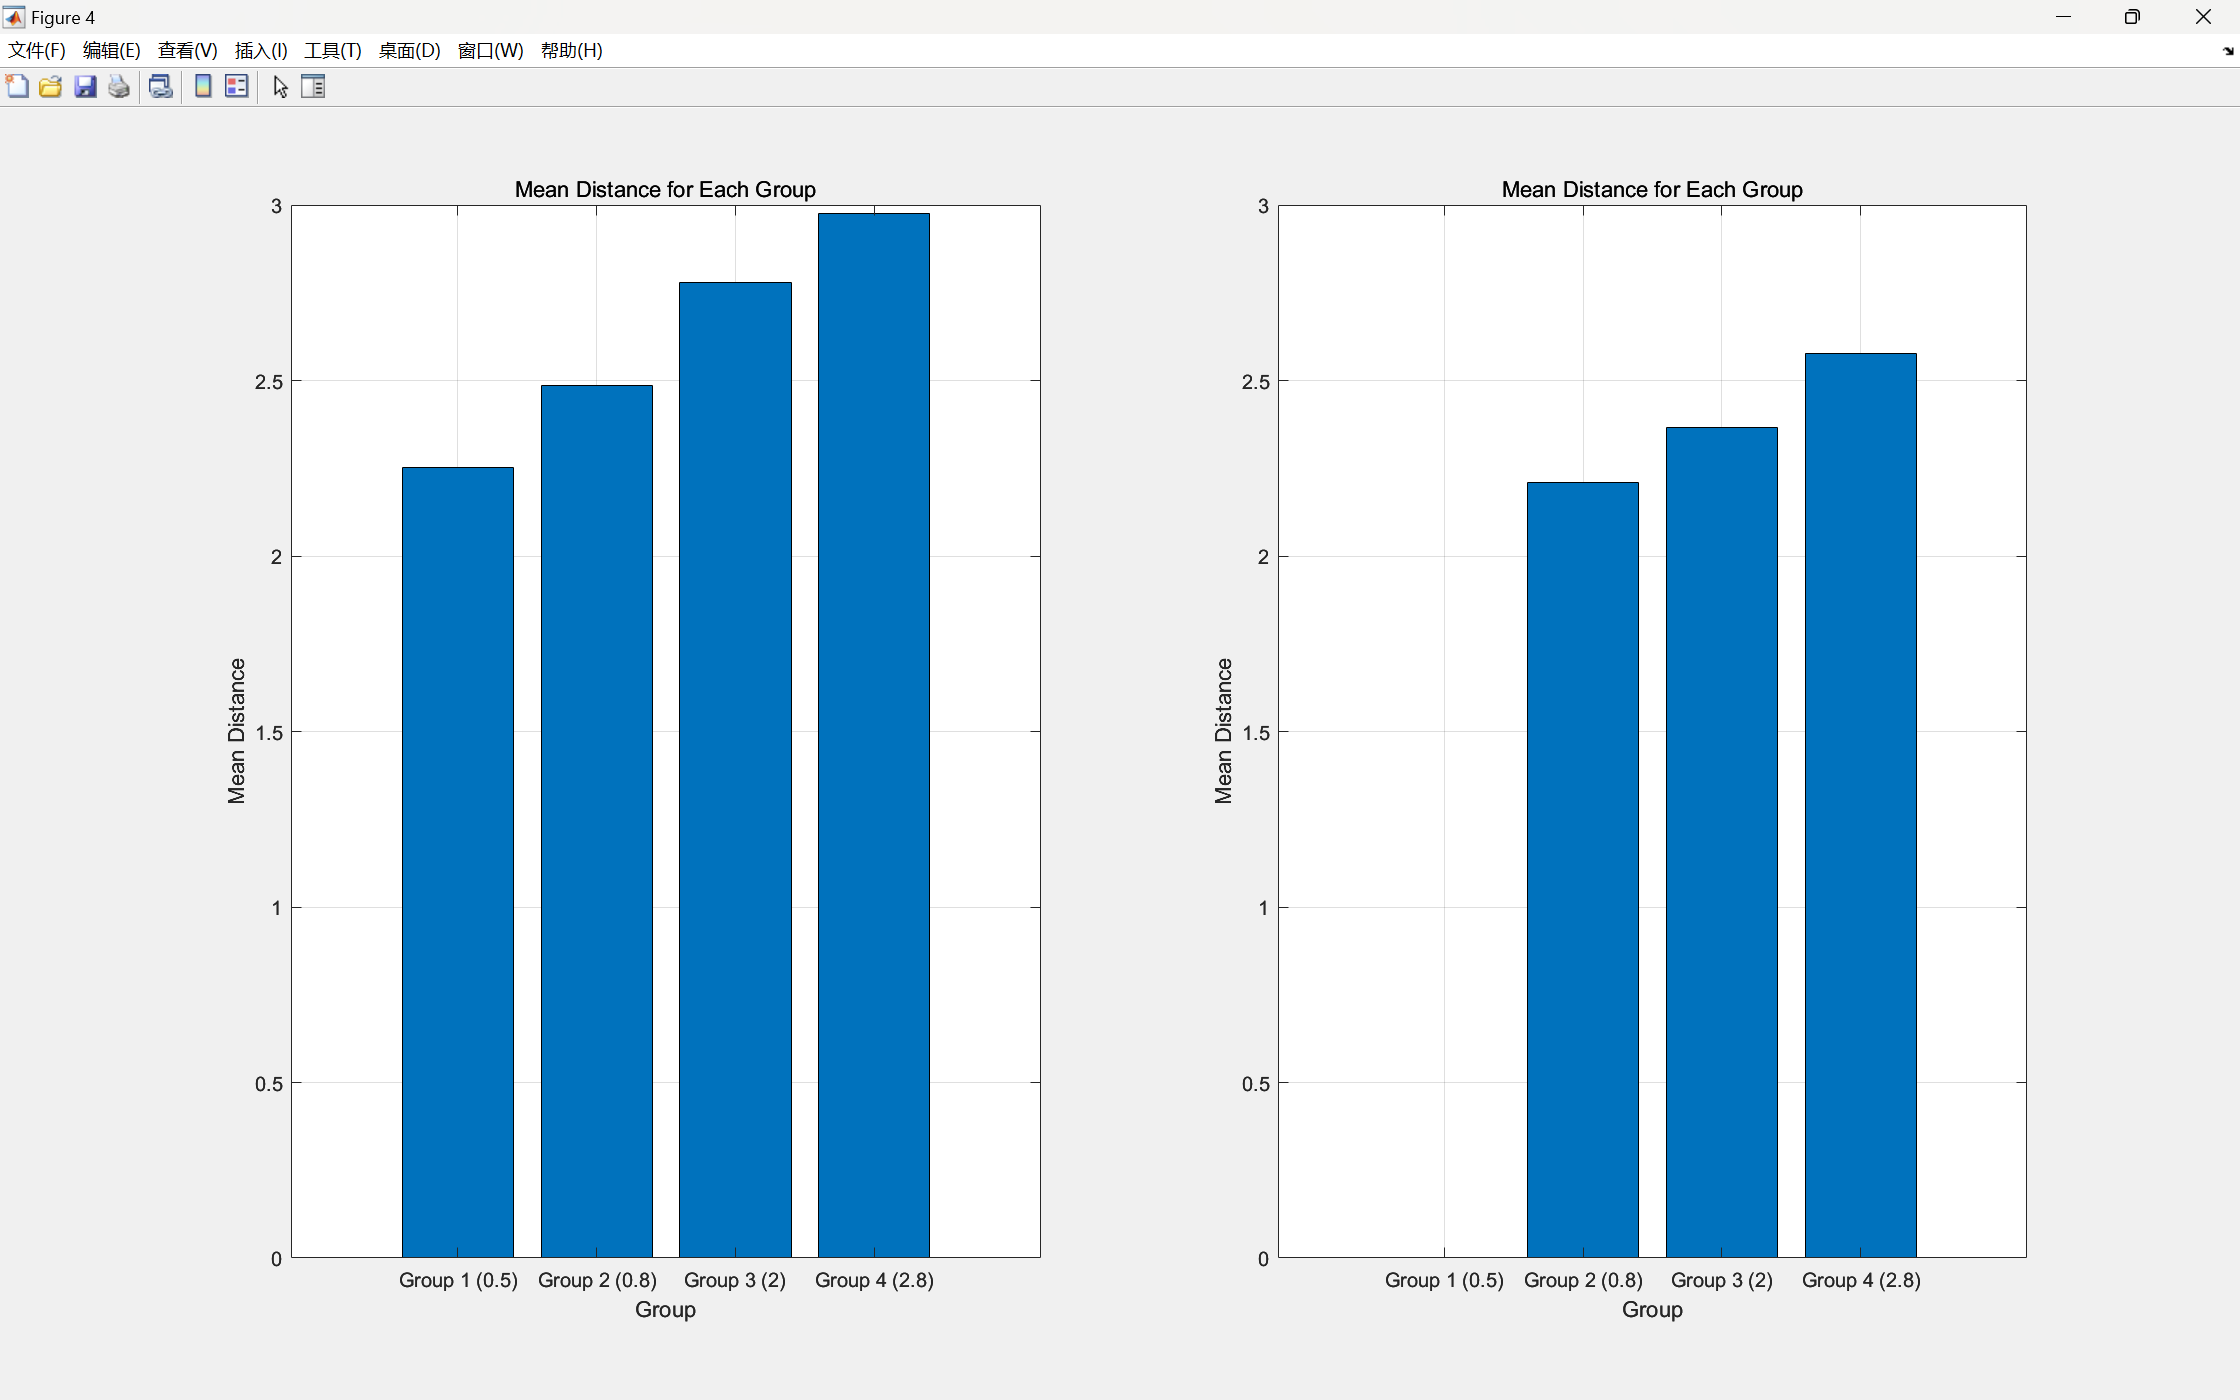 Figure 4
文件(F) 编辑(E) 查看(V) 插入(I) 工具(T) 桌面(D) 窗口(W) 帮助(H)
Mean Distance for Each Group
3
2.5
2
1.5
1
0.5
0
Mean Distance
Group 1 (0.5) Group 2 (0.8) Group 3 (2) Group 4 (2.8)
Group
Mean Distance for Each Group
3
2.5
2
1.5
1
0.5
0
Mean Distance
Group 1 (0.5) Group 2 (0.8) Group 3 (2) Group 4 (2.8)
Group